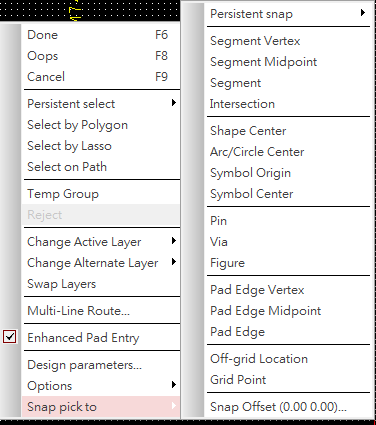 Done F6
Oops F8
Cancel F9
Persistent select
Select by Polygon
Select by Lasso
Select on Path
Temp Group
Reject
Change Active Layer
Change Alternate Layer
Swap Layers
Multi-Line Route...
Enhanced Pad Entry
Design parameters...
Options
Snap pick to
Persistent snap
Segment Vertex
Segment Midpoint
Segment
Intersection
Shape Center
Arc/Circle Center
Symbol Origin
Symbol Center
Pin
Via
Figure
Pad Edge Vertex
Pad Edge Midpoint
Pad Edge
Off-grid Location
Grid Point
Snap Offset (0.00 0.00)...